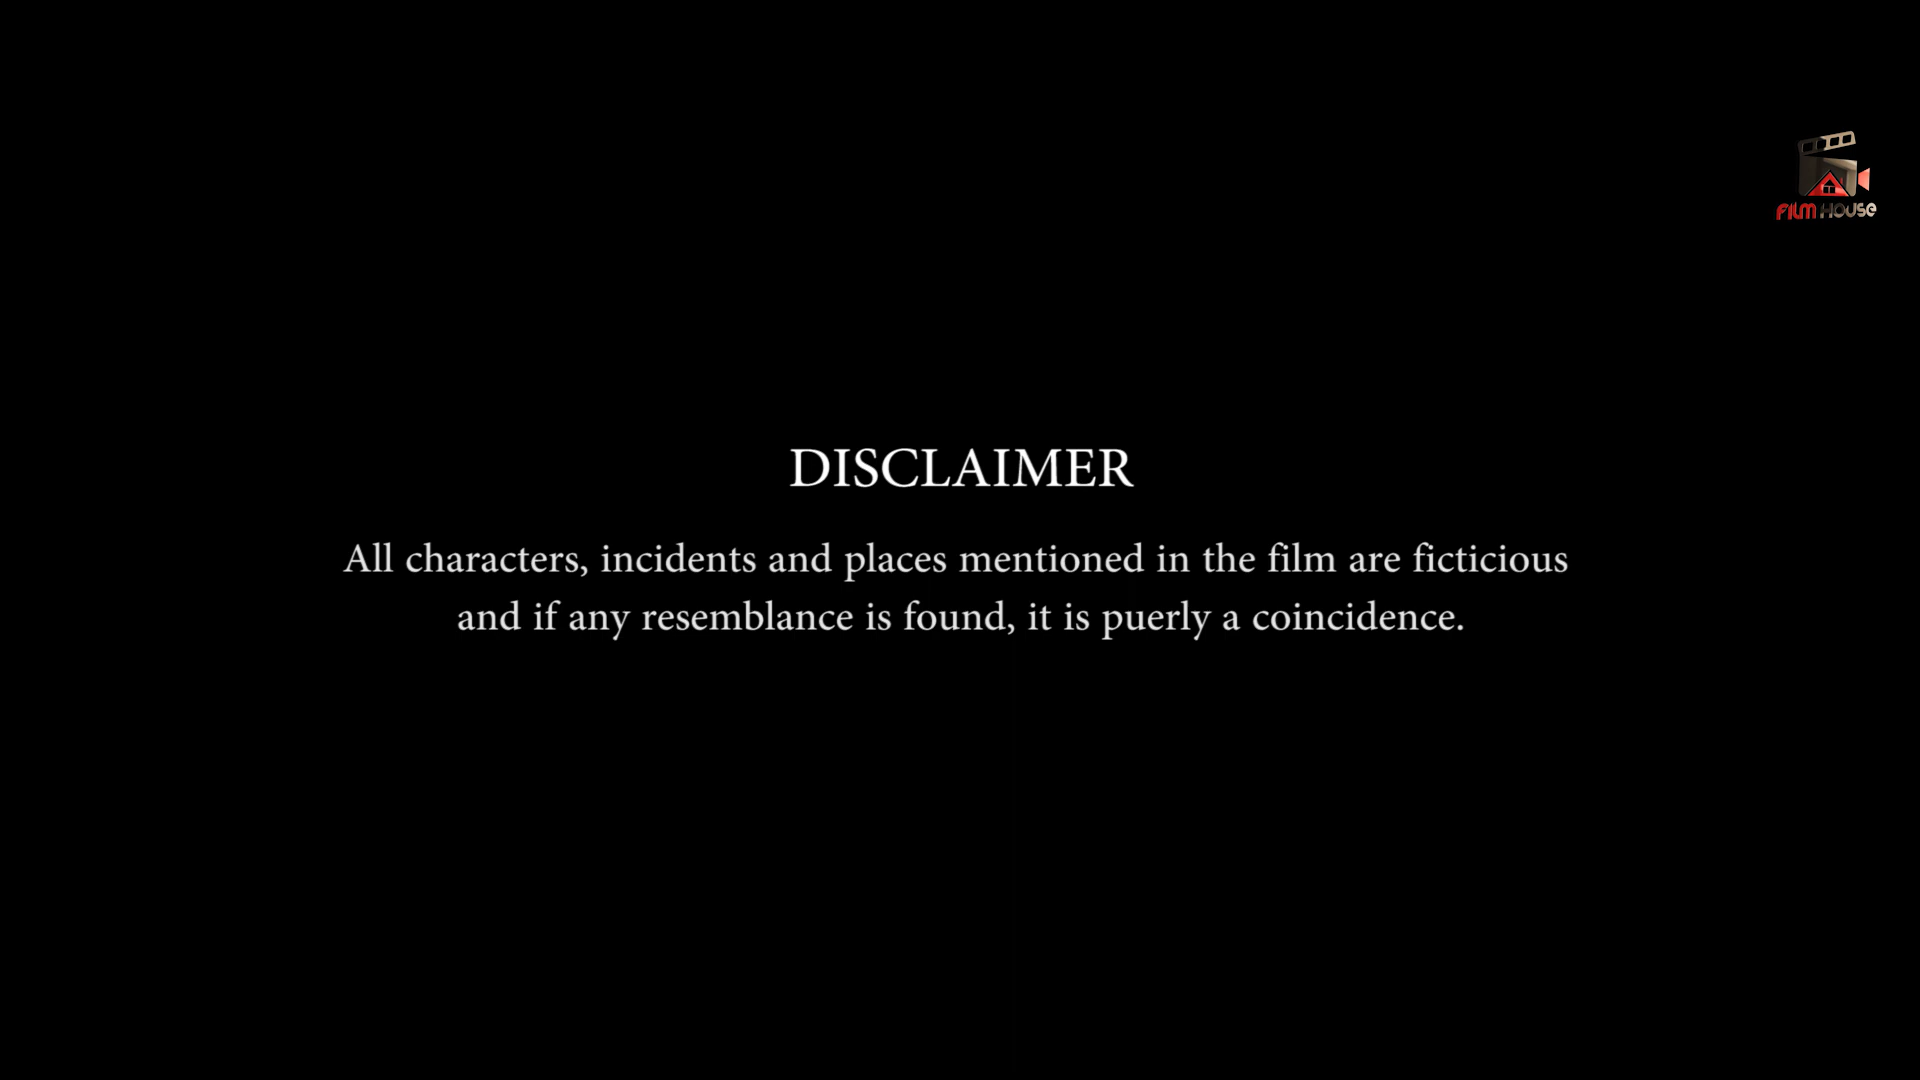 FILM HOUSE
DISCLAIMER
All characters, incidents and places mentioned in the film are ficticious
and if any resemblance is found, it is puerly a coincidence.